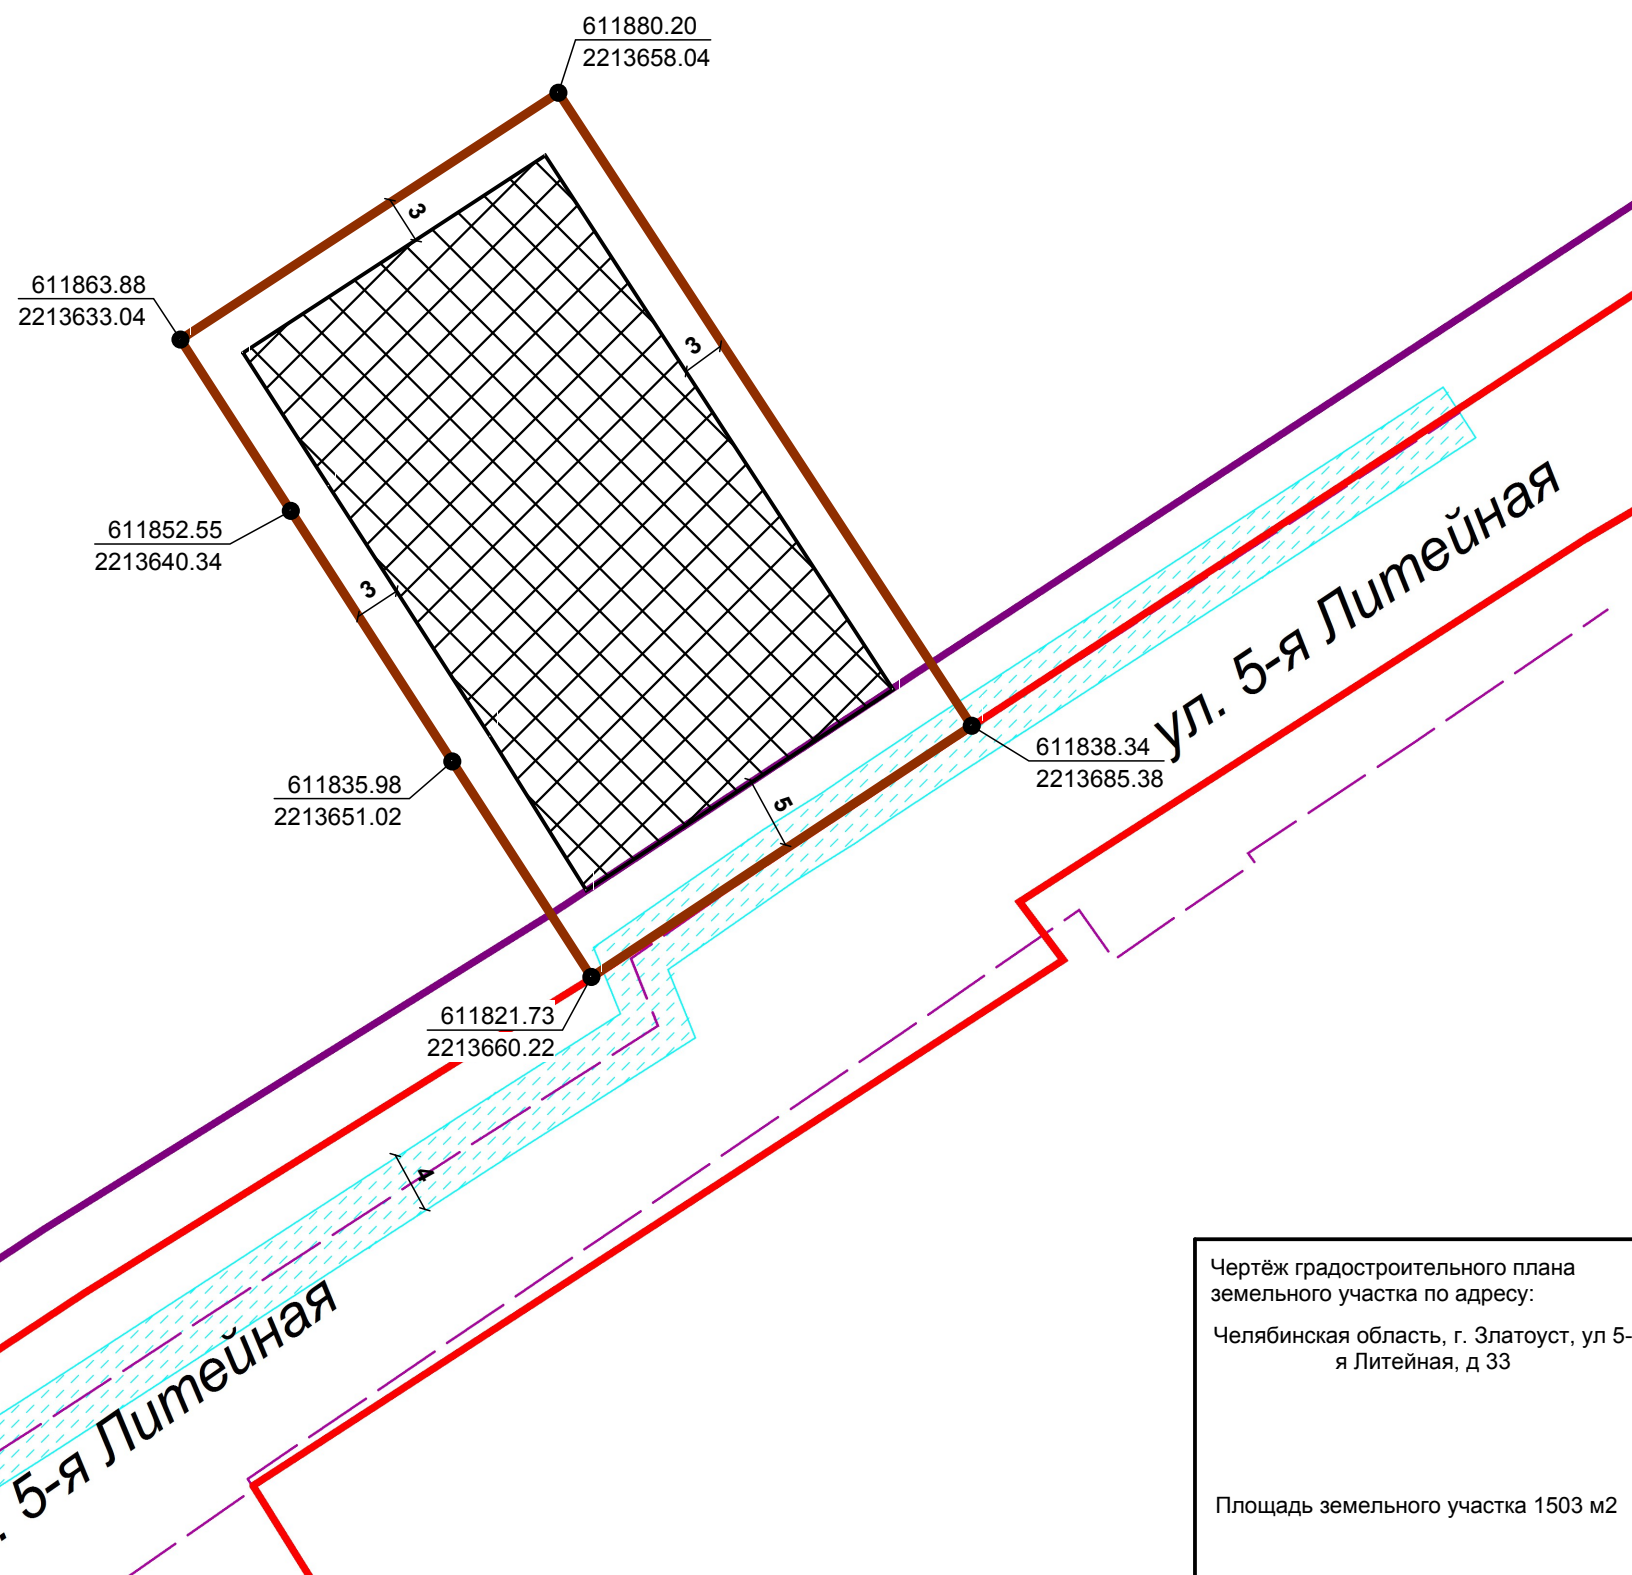 611880.20
2213658.04
3
611863.88
2213633.04
3
611852.55
2213640.34
3
ул. 5-я Литейная
611838.34
2213685.38
611835.98
2213651.02
5
611821.73
2213660.22
4
. 5-я Литейная
Чертёж градостроительного плана
земельного участка по адресу:
Челябинская область, г. Златоуст, ул 5-
я Литейная, д 33
Площадь земельного участка 1503 м2